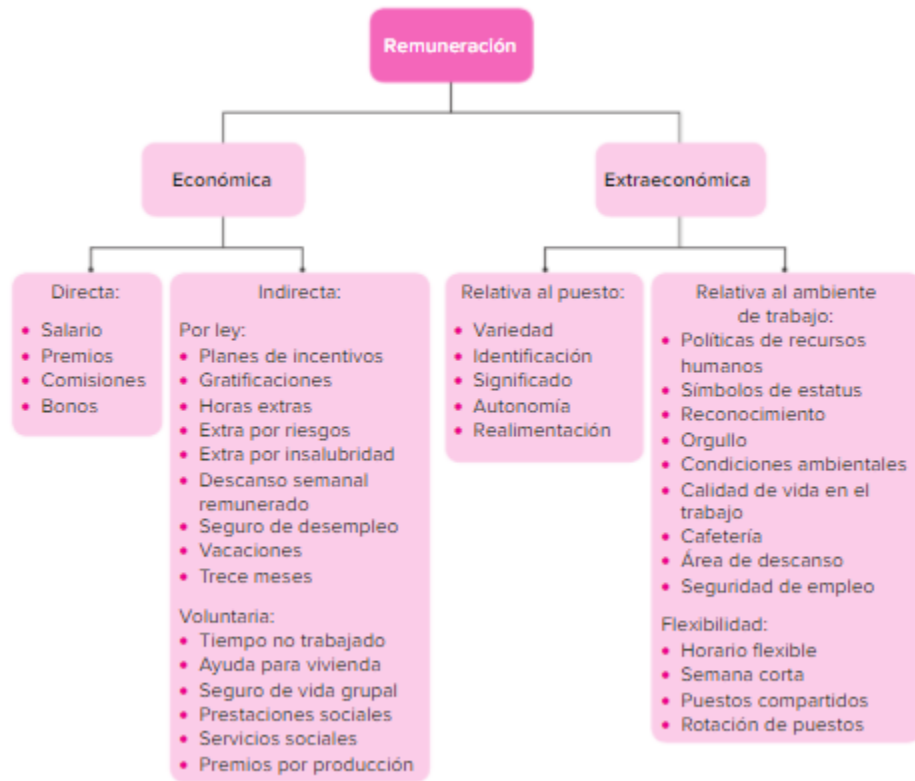 Remuneración
Económica
Extraeconómica
Directa:
• Salario
• Premios
• Comisiones
• Bonos
Indirecta:
Por ley:
• Planes de incentivos
• Gratificaciones
• Horas extras
• Extra por riesgos
• Extra por insalubridad
• Descanso semanal
remunerado
• Seguro de desempleo
• Vacaciones
• Trece meses
Voluntaria:
• Tiempo no trabajado
• Ayuda para vivienda
• Seguro de vida grupal
• Prestaciones sociales
• Servicios sociales
• Premios por producción
Relativa al puesto:
• Variedad
• Identificación
• Significado
• Autonomía
• Realimentación
Relativa al ambiente
de trabajo:
• Políticas de recursos
humanos
• Símbolos de estatus
• Reconocimiento
• Orgullo
• Condiciones ambientales
• Calidad de vida en el
trabajo
• Cafetería
• Área de descanso
• Seguridad de empleo
Flexibilidad:
• Horario flexible
• Semana corta
• Puestos compartidos
• Rotación de puestos